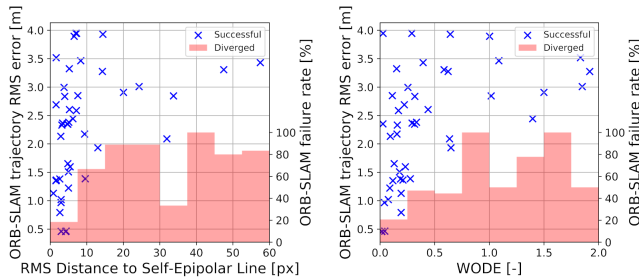 ORB-SLAM trajectory RMS error [m]
4.0
3.5
3.0
2.5
2.0
1.5
1.0
0.5
Successful
Diverged
100
80
60
40
20
0
ORB-SLAM failure rate [%]
0 10 20 30 40 50 60
RMS Distance to Self-Epipolar Line [px]
ORB-SLAM trajectory RMS error [m]
4.0
3.5
3.0
2.5
2.0
1.5
1.0
0.5
Successful
Diverged
100
80
60
40
20
0
ORB-SLAM failure rate [%]
0.0 0.5 1.0 1.5 2.0
WODE [-]